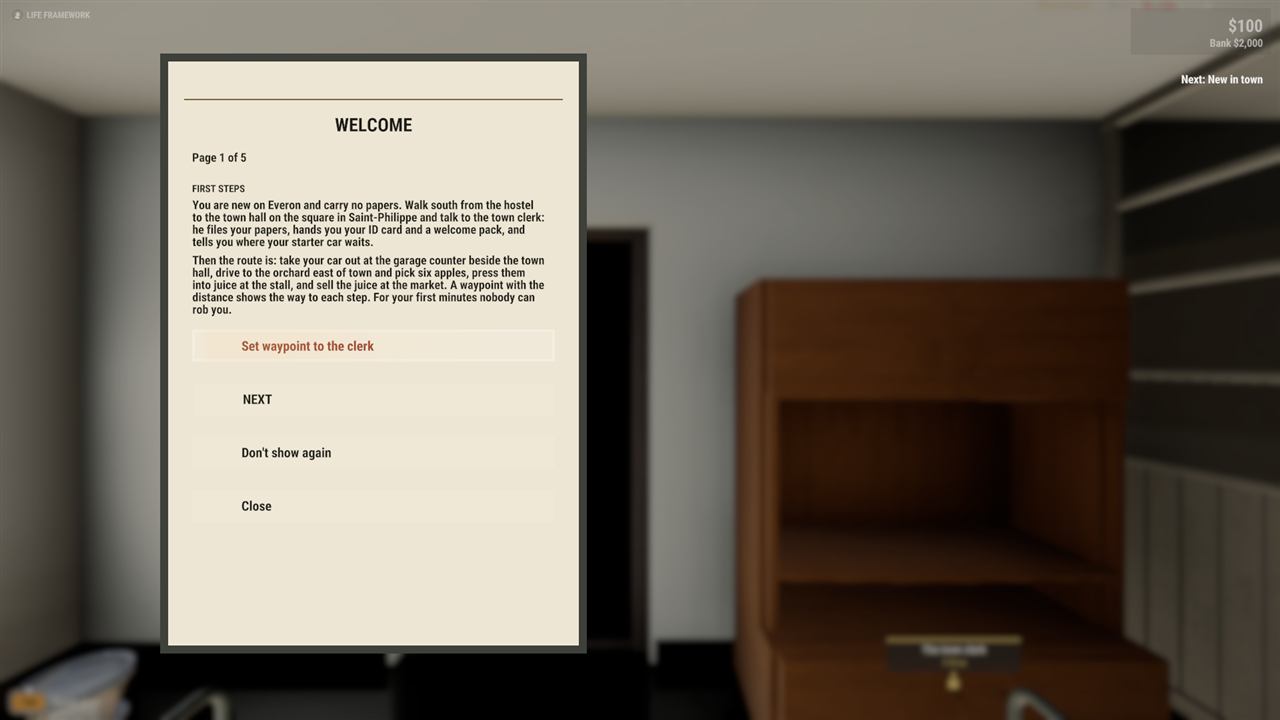 LIFE FRAMEWORK
$100
Bank $2,000
Next: New in town
WELCOME
Page 1 of 5
FIRST STEPS
You are new on Everon and carry no papers. Walk south from the hostel
to the town hall on the square in Saint-Philippe and talk to the town clerk:
he files your papers, hands you your ID card and a welcome pack, and
tells you where your starter car waits.
Then the route is: take your car out at the garage counter beside the town
hall, drive to the orchard east of town and pick six apples, press them
into juice at the stall, and sell the juice at the market. A waypoint with the
distance shows the way to each step. For your first minutes nobody can
rob you.
Set waypoint to the clerk
NEXT
Don't show again
Close